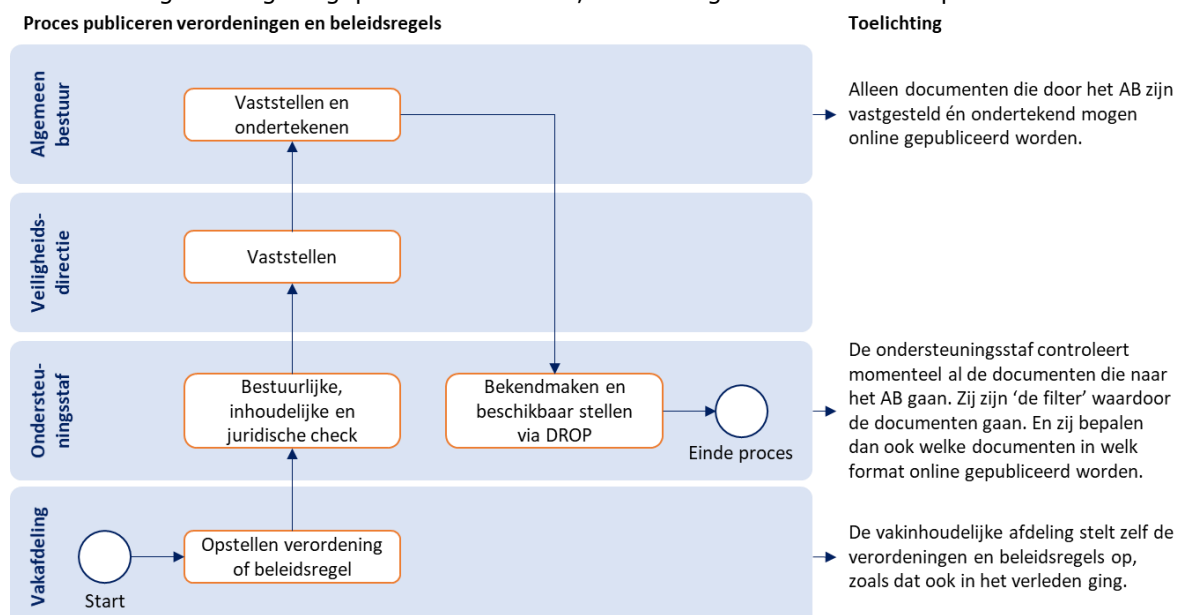 Proces publiceren verordeningen en beleidsregels
Toelichting
Algemeen
bestuur
Vaststellen en
ondertekenen
Alleen documenten die door het AB zijn
vastgesteld én ondertekend mogen
online gepubliceerd worden.
Veiligheids-
directie
Vaststellen
Ondersteu-
ningsstaf
Bestuurlijke,
inhoudelijke en
juridische check
Bekendmaken en
beschikbaar stellen
via DROP
Einde proces
De ondersteuningsstaf controleert
momenteel al de documenten die naar
het AB gaan. Zij zijn ‘de filter’ waardoor
de documenten gaan. En zij bepalen
dan ook welke documenten in welk
format online gepubliceerd worden.
Vakafdeling
Start
Opstellen verordening
of beleidsregel
De vakinhoudelijke afdeling stelt zelf de
verordeningen en beleidsregels op,
zoals dat ook in het verleden ging.